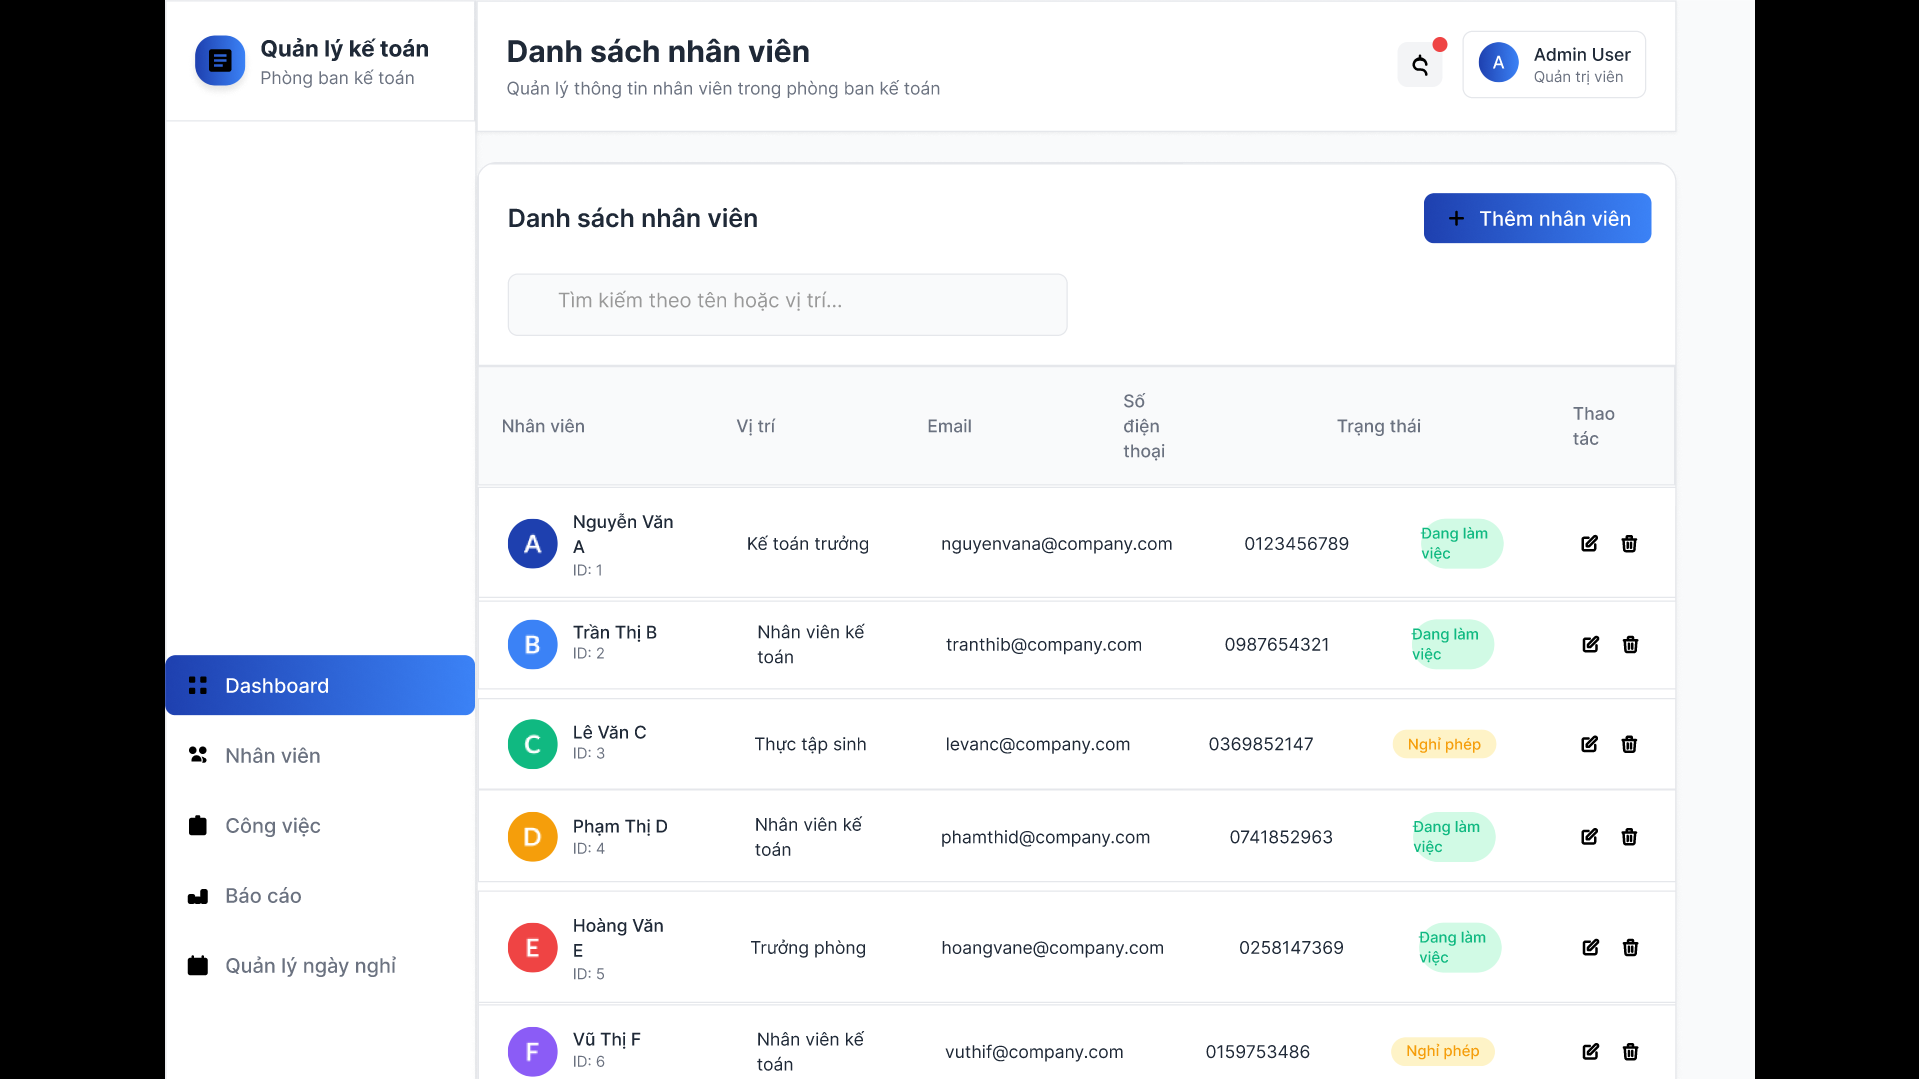 Quản lý kế toán
Phòng ban kế toán
Danh sách nhân viên
Quản lý thông tin nhân viên trong phòng ban kế toán
A
Admin User
Quản trị viên
Danh sách nhân viên
+ Thêm nhân viên
Tìm kiếm theo tên hoặc vị trí...
Nhân viên
Vị trí
Email
Số
điện
thoại
Trạng thái
Thao
tác
A
Nguyễn Văn
A
ID: 1
Kế toán trưởng
nguyenvana@company.com
0123456789
Đang làm
việc
B
Trần Thị B
ID: 2
Nhân viên kế
toán
tranthib@company.com
0987654321
Đang làm
việc
C
Lê Văn C
ID: 3
Thực tập sinh
levanc@company.com
0369852147
Nghỉ phép
D
Phạm Thị D
ID: 4
Nhân viên kế
toán
phamthid@company.com
0741852963
Đang làm
việc
E
Hoàng Văn
E
ID: 5
Trưởng phòng
hoangvane@company.com
0258147369
Đang làm
việc
F
Vũ Thị F
ID: 6
Nhân viên kế
toán
vuthif@company.com
0159753486
Nghỉ phép
Dashboard
Nhân viên
Công việc
Báo cáo
Quản lý ngày nghỉ